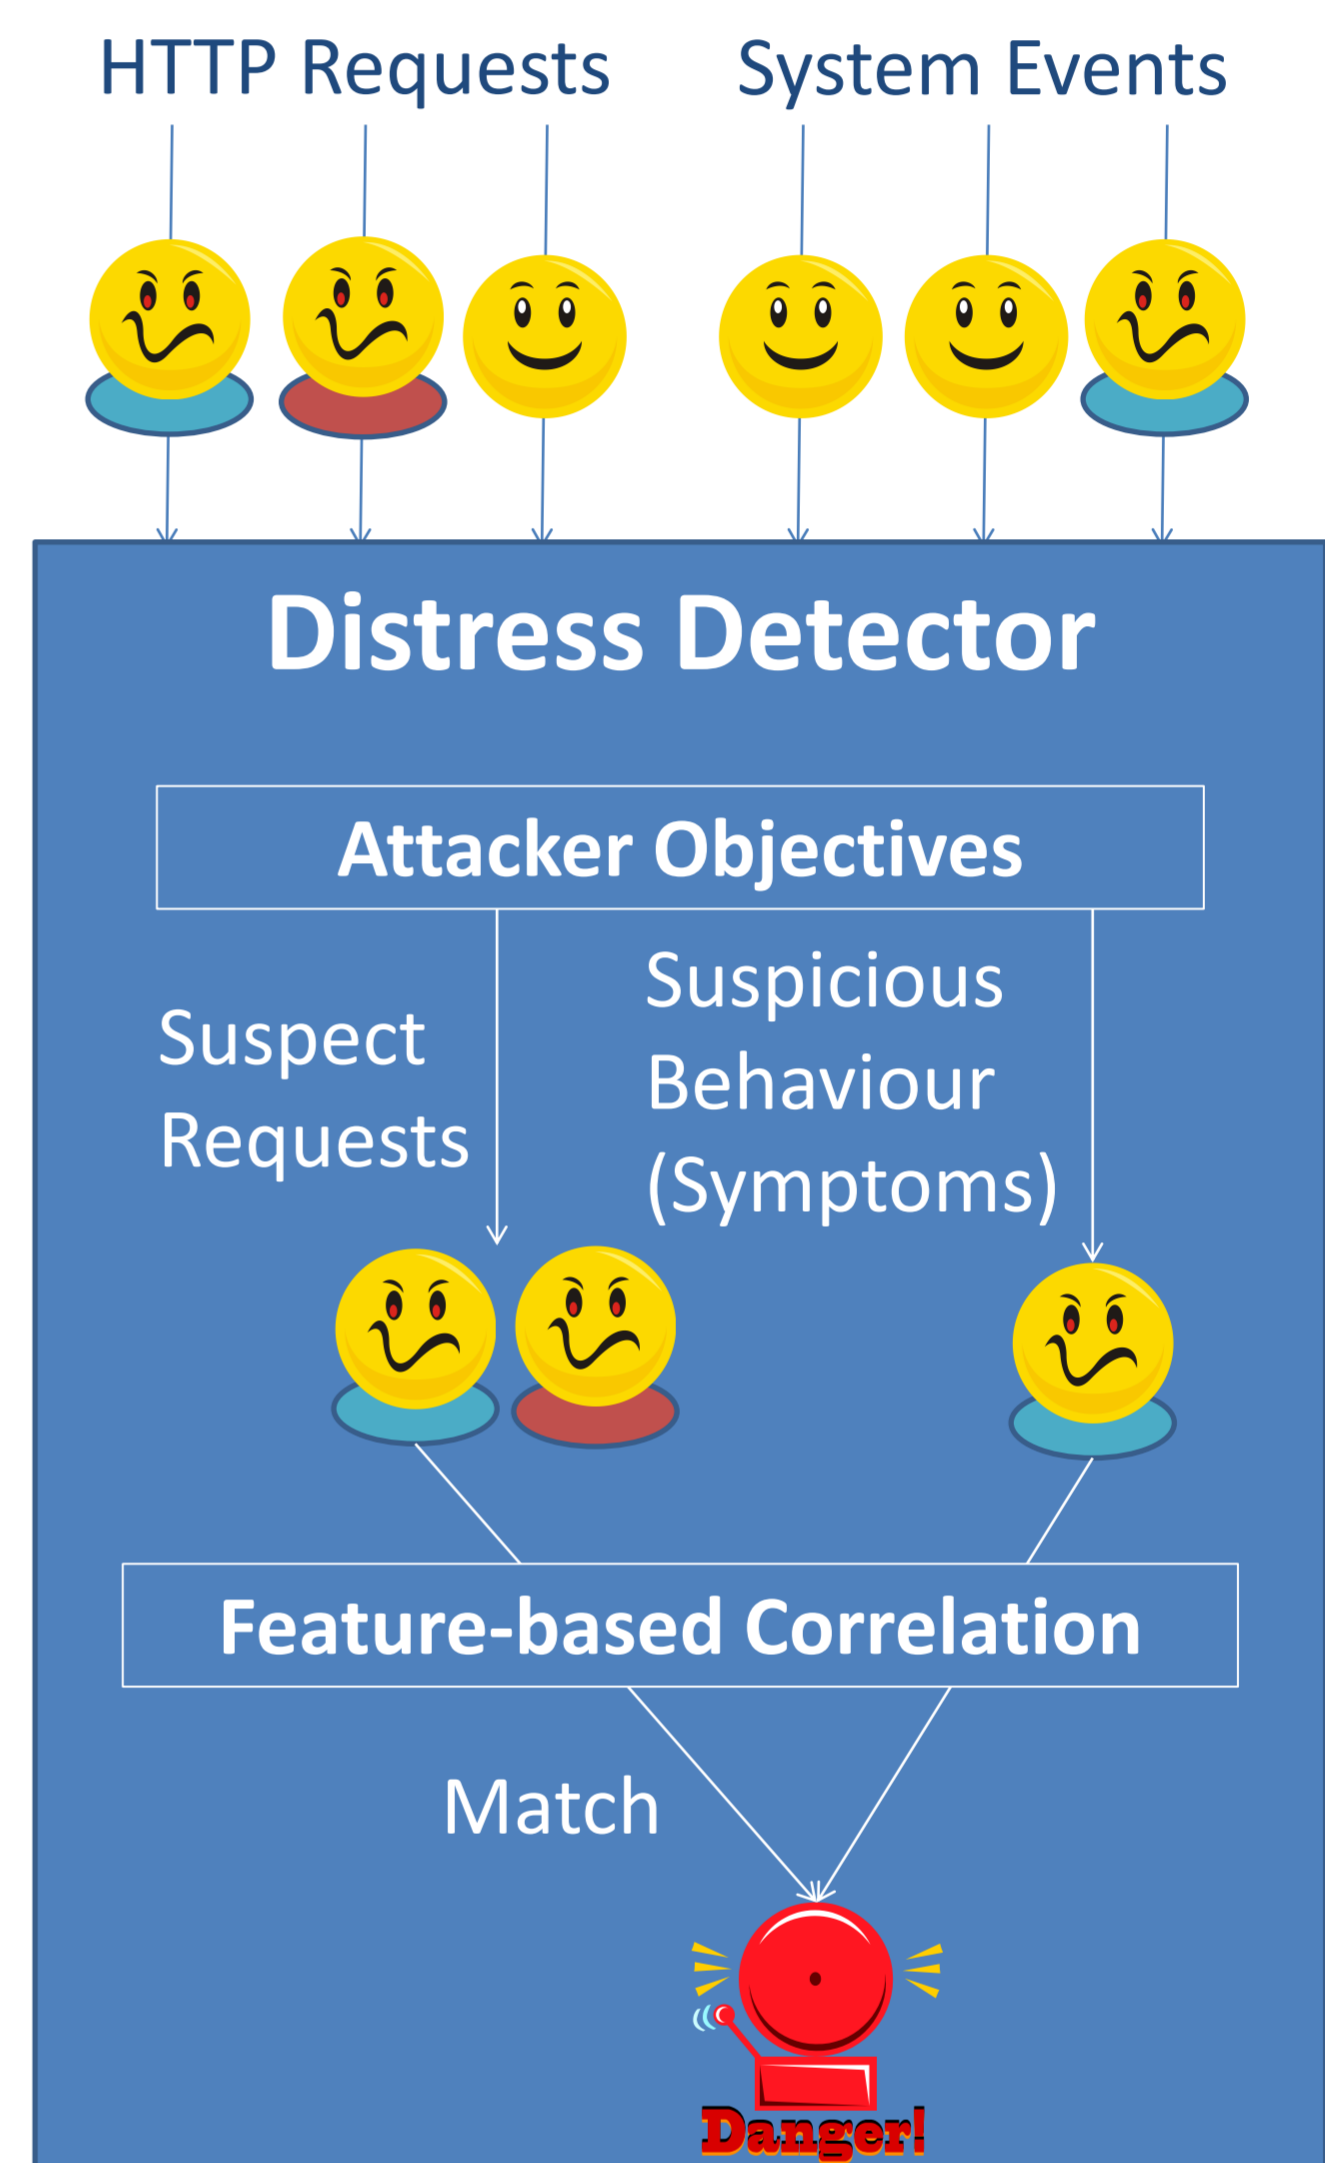 HTTP Requests
System Events
Distress Detector
Attacker Objectives
Suspect
Requests
Suspicious
Behaviour
(Symptoms)
Feature-based Correlation
Match
Danger!